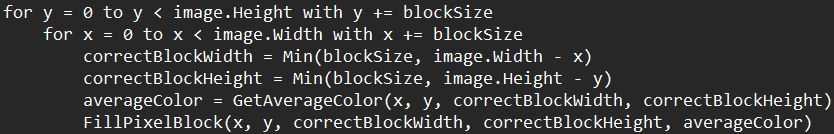 for y = 0 to y < image.Height with y += blockSize
    for x = 0 to x < image.Width with x += blockSize
        correctBlockWidth = Min(blockSize, image.Width - x)
        correctBlockHeight = Min(blockSize, image.Height - y)
        averageColor = GetAverageColor(x, y, correctBlockWidth, correctBlockHeight)
        FillPixelBlock(x, y, correctBlockWidth, correctBlockHeight, averageColor)